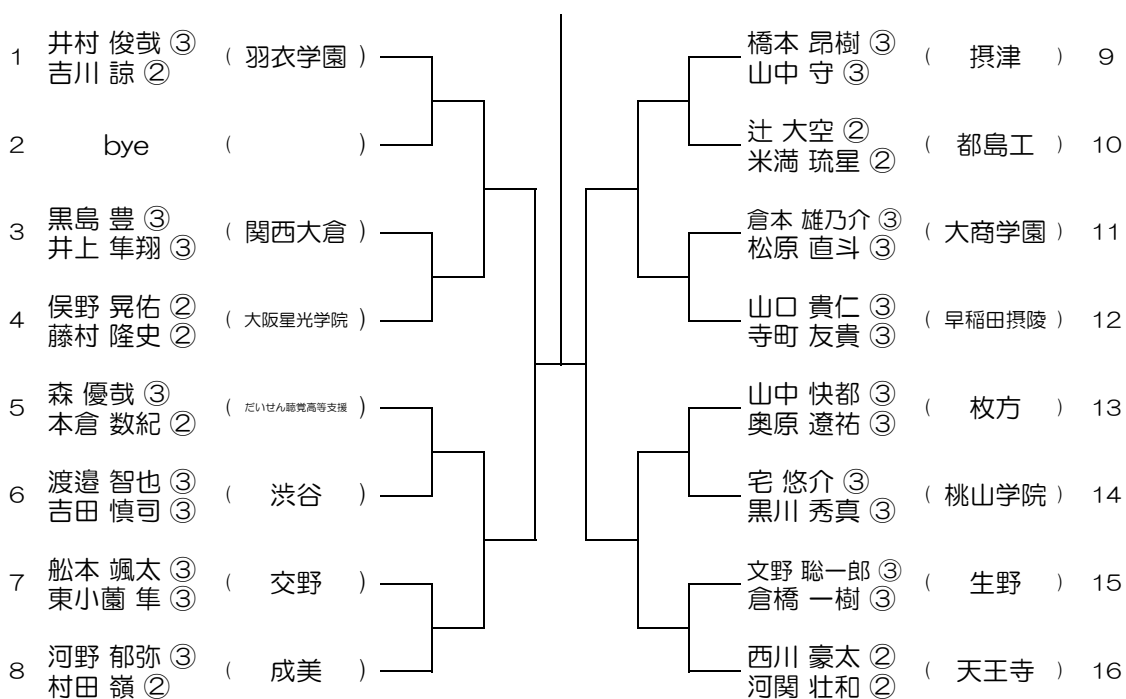 1 井村 俊哉 ③
吉川 諒 ②
( 羽衣学園 )
2 bye ( )
3 黒島 豊 ③
井上 隼翔 ③
( 関西大倉 )
4 俣野 晃佑 ②
藤村 隆史 ②
( 大阪星光学院 )
5 森 優哉 ③
本倉 数紀 ②
( だいせん聴覚高等支援 )
6 渡邉 智也 ③
吉田 慎司 ③
( 渋谷 )
7 舩本 颯太 ③
東小薗 隼 ③
( 交野 )
8 河野 郁弥 ③
村田 嶺 ②
( 成美 )
橋本 昂樹 ③
山中 守 ③
( 摂津 ) 9
辻 大空 ②
米満 琉星 ②
( 都島工 ) 10
倉本 雄乃介 ③
松原 直斗 ③
( 大商学園 ) 11
山口 貴仁 ③
寺町 友貴 ③
( 早稲田摂陵 ) 12
山中 快都 ③
奥原 遼祐 ③
( 枚方 ) 13
宅 悠介 ③
黒川 秀真 ③
( 桃山学院 ) 14
文野 聡一郎 ③
倉橋 一樹 ③
( 生野 ) 15
西川 豪太 ②
河関 壮和 ②
( 天王寺 ) 16